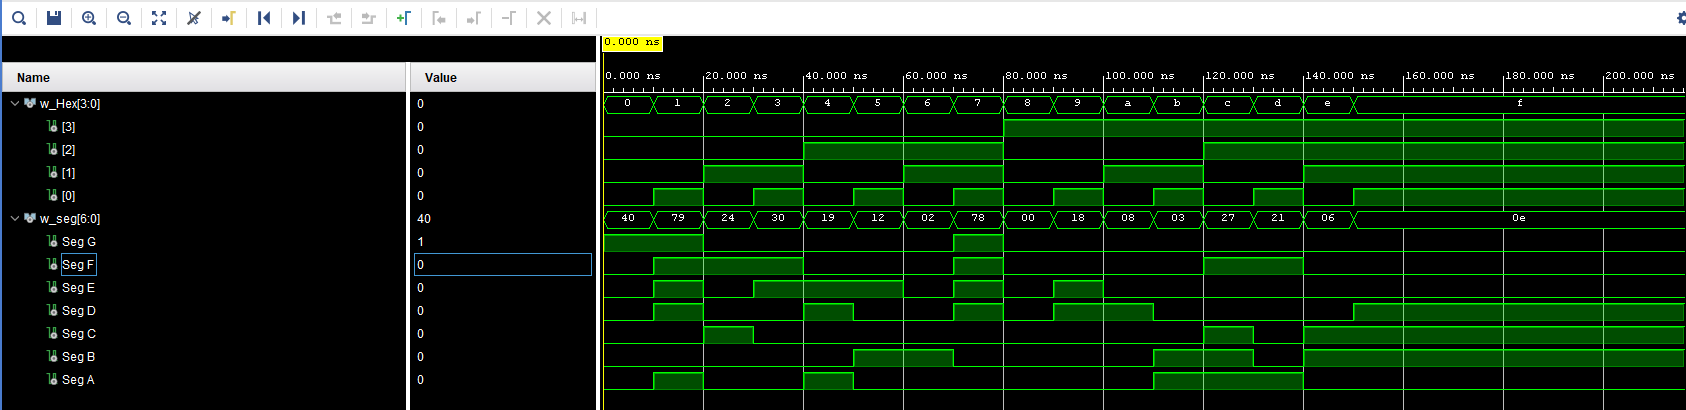 0.000 ns
Name Value
0.000 ns 20.000 ns 40.000 ns 60.000 ns 80.000 ns 100.000 ns 120.000 ns 140.000 ns 160.000 ns 180.000 ns 200.000 ns
w_Hex[3:0] 0 0 1 2 3 4 5 6 7 8 9 a b c d e f
[3] 0
[2] 0
[1] 0
[0] 0
w_seg[6:0] 40 40 79 24 30 19 12 02 78 00 18 08 03 27 21 06 0e
Seg G 1
Seg F 0
Seg E 0
Seg D 0
Seg C 0
Seg B 0
Seg A 0